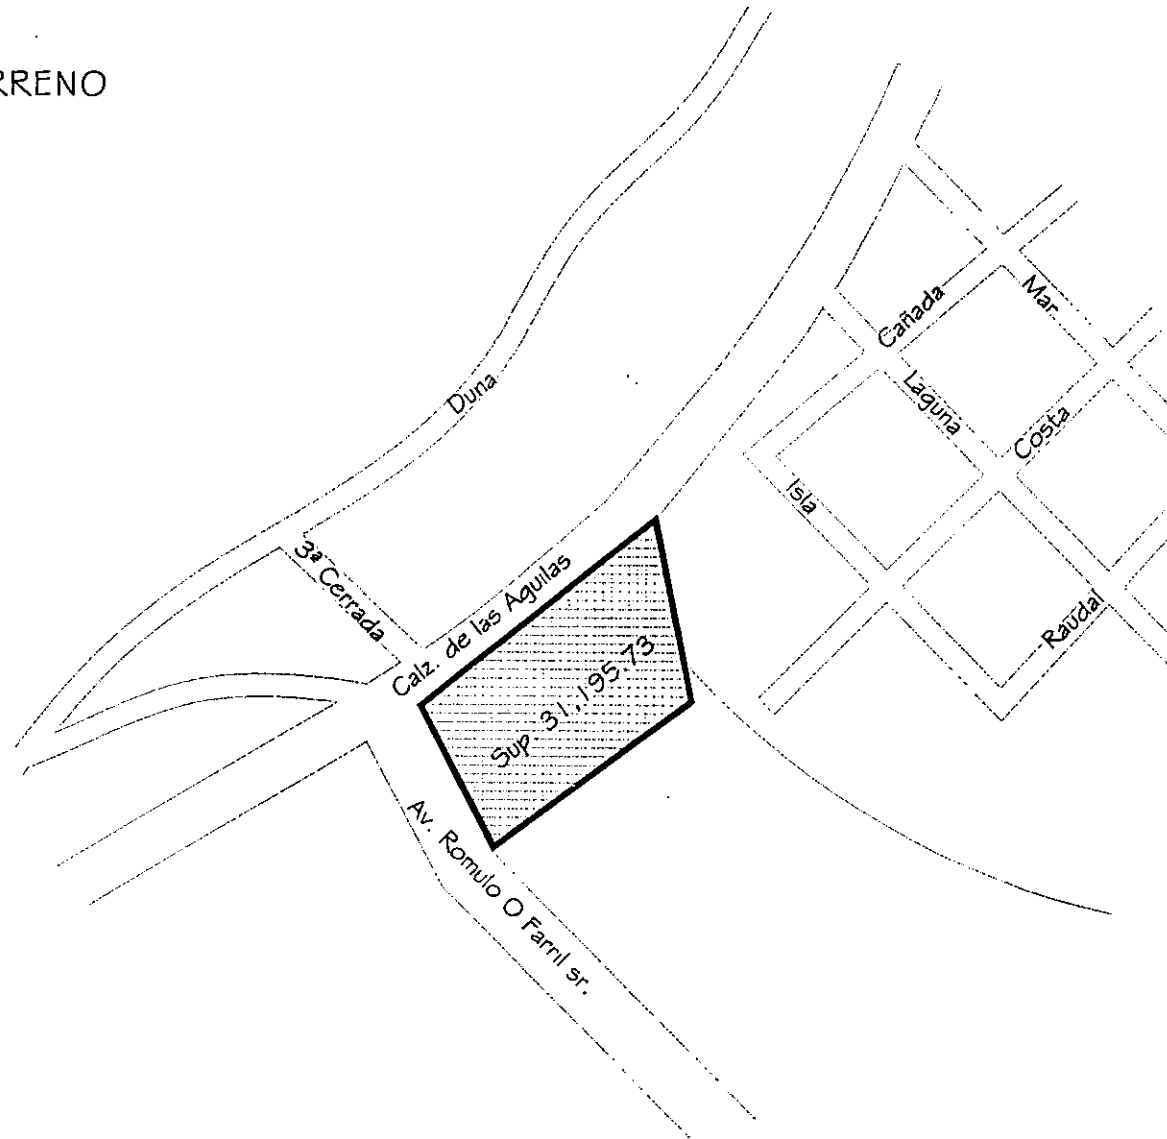 RRENO
Mar
Cañada
Duna
Laguna
Costa
Isla
3ª Cerrada
Calz. de las Aguilas
Raudal
Sup. 31,195.73
Av. Romulo O Farril sr.